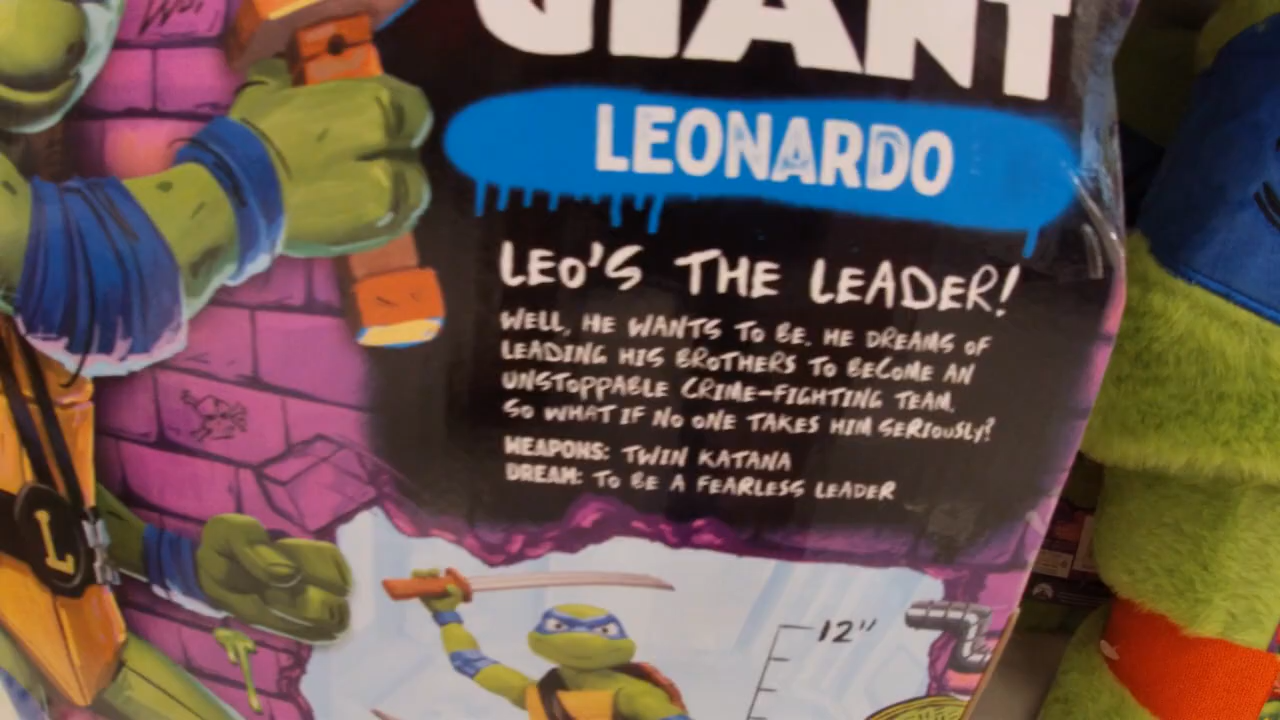 GIANT
LEONARDO
LEO'S THE LEADER!
WELL, HE WANTS TO BE. HE DREAMS OF
LEADING HIS BROTHERS TO BECOME AN
UNSTOPPABLE CRIME-FIGHTING TEAM.
SO WHAT IF NO ONE TAKES HIM SERIOUSLY?
WEAPONS: TWIN KATANA
DREAM: TO BE A FEARLESS LEADER
L
12"